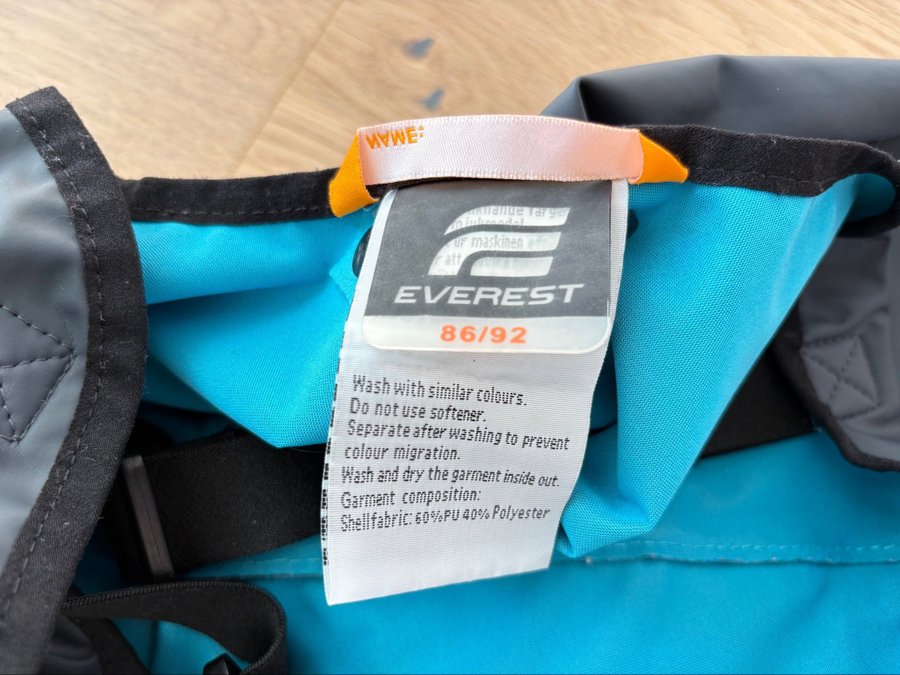 NAME:
EVEREST
86/92
Wash with similar colours.
Do not use softener.
Separate after washing to prevent
colour migration.
Wash and dry the garment inside out.
Garment composition:
Shellfabric: 60%PU 40% Polyester